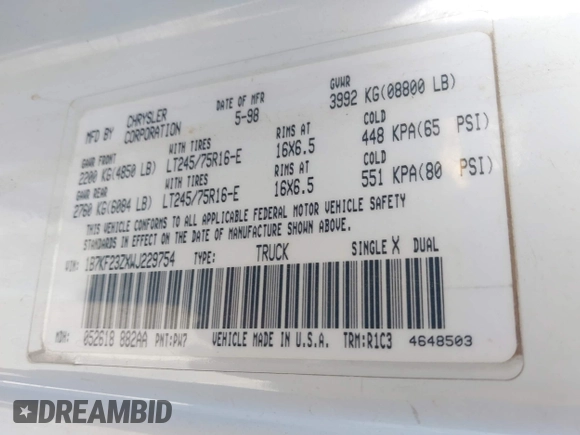 MFD BY CHRYSLER CORPORATION DATE OF MFR 5-98 GVWR 3992 KG(08800 LB)
GAWR FRONT WITH TIRES RIMS AT COLD
2200 KG(4850 LB) LT245/75R16-E 16X6.5 448 KPA(65 PSI)
GAWR REAR WITH TIRES RIMS AT COLD
2760 KG(6084 LB) LT245/75R16-E 16X6.5 551 KPA(80 PSI)
THIS VEHICLE CONFORMS TO ALL APPLICABLE FEDERAL MOTOR VEHICLE SAFETY
STANDARDS IN EFFECT ON THE DATE OF MANUFACTURE SHOWN ABOVE.
VIN: 1B7KF23ZXWJ229754 TYPE: TRUCK SINGLE X DUAL
MDH: 052618 882AA PNT:PW7 VEHICLE MADE IN U.S.A. TRM:R1C3 4648503
DREAMBID